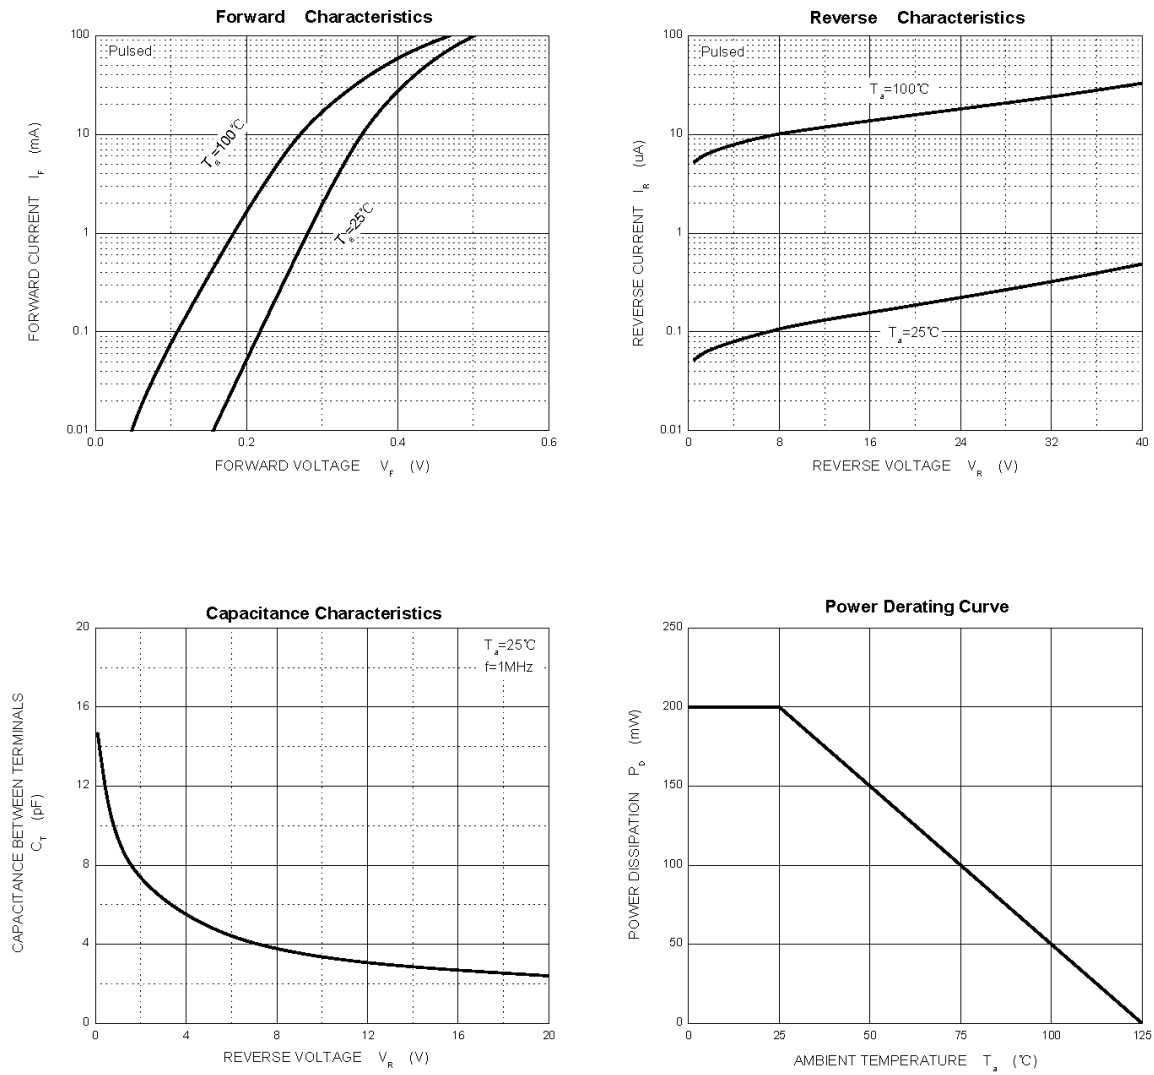 Forward Characteristics
Pulsed
Ta=100℃
Ta=25℃
100
10
1
0.1
0.01
0.0
0.2
0.4
0.6
FORWARD CURRENT IF (mA)
FORWARD VOLTAGE VF (V)
Reverse Characteristics
Pulsed
Ta=100℃
Ta=25℃
100
10
1
0.1
0.01
0
8
16
24
32
40
REVERSE CURRENT IR (uA)
REVERSE VOLTAGE VR (V)
Capacitance Characteristics
Ta=25℃
f=1MHz
20
16
12
8
4
0
0
4
8
12
16
20
CAPACITANCE BETWEEN TERMINALS
CT (pF)
REVERSE VOLTAGE VR (V)
Power Derating Curve
250
200
150
100
50
0
0
25
50
75
100
125
POWER DISSIPATION PD (mW)
AMBIENT TEMPERATURE Ta (℃)